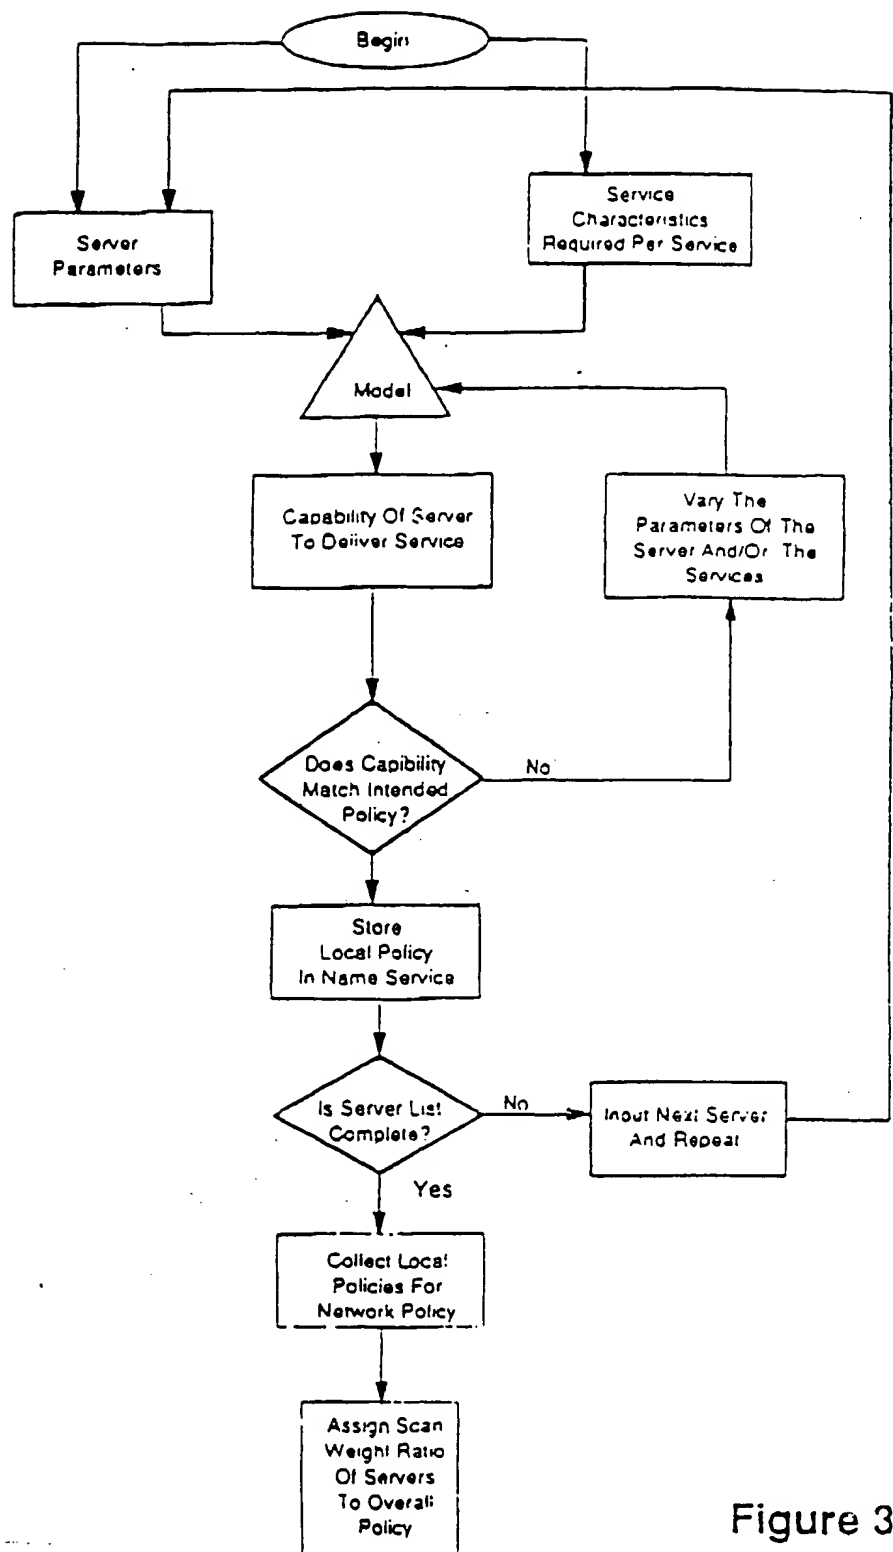 Begin
Server
Parameters
Service
Characteristics
Required Per Service
Model
Capability Of Server
To Deliver Service
Vary The
Parameters Of The
Server And/Or The
Services
Does Capibility
Match Intended
Policy?
No
Store
Local Policy
In Name Service
Is Server List
Complete?
No
Input Next Server
And Repeat
Yes
Collect Local
Policies For
Network Policy
Assign Scan
Weight Ratio
Of Servers
To Overall
Policy
Figure 3